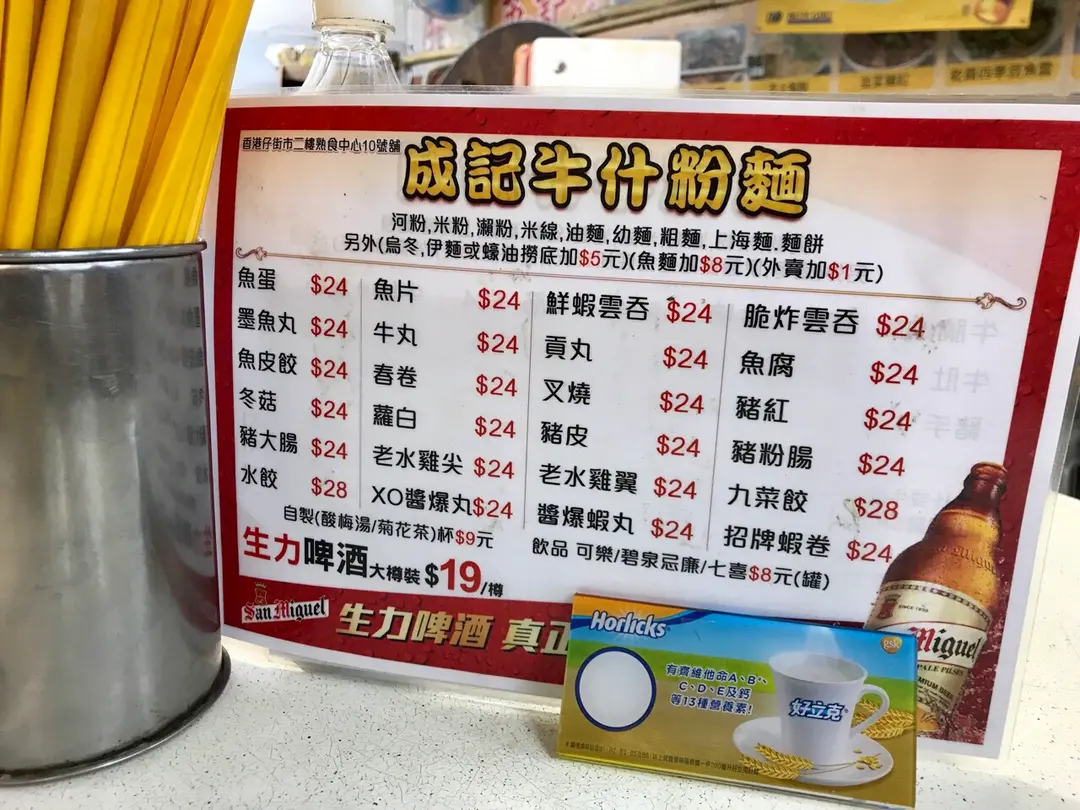 香港仔街市二樓熟食中心10號舖
成記牛什粉麵
河粉,米粉,瀨粉,米線,油麵,幼麵,粗麵,上海麵.麵餅
另外(烏冬,伊麵或蠔油撈底加$5元)(魚麵加$8元)(外賣加$1元)
魚蛋 $24
墨魚丸 $24
魚皮餃 $24
冬菇 $24
豬大腸 $24
水餃 $28
魚片 $24
牛丸 $24
春卷 $24
蘿白 $24
老水雞尖 $24
XO醬爆丸$24
鮮蝦雲吞 $24
貢丸 $24
叉燒 $24
豬皮 $24
老水雞翼 $24
醬爆蝦丸 $24
脆炸雲吞 $24
魚腐 $24
豬紅 $24
豬粉腸 $24
九菜餃 $28
招牌蝦卷 $24
自製(酸梅湯/菊花茶)杯$9元
飲品 可樂/碧泉忌廉/七喜$8元(罐)
生力啤酒大樽裝 $19/樽
San Miguel 生力啤酒 真正
SINCE 1890
Miguel
PALE PILSEN
Horlicks
gsk
有齊維他命A、B、
C、D、E及鈣
等13種營養素!
好立克